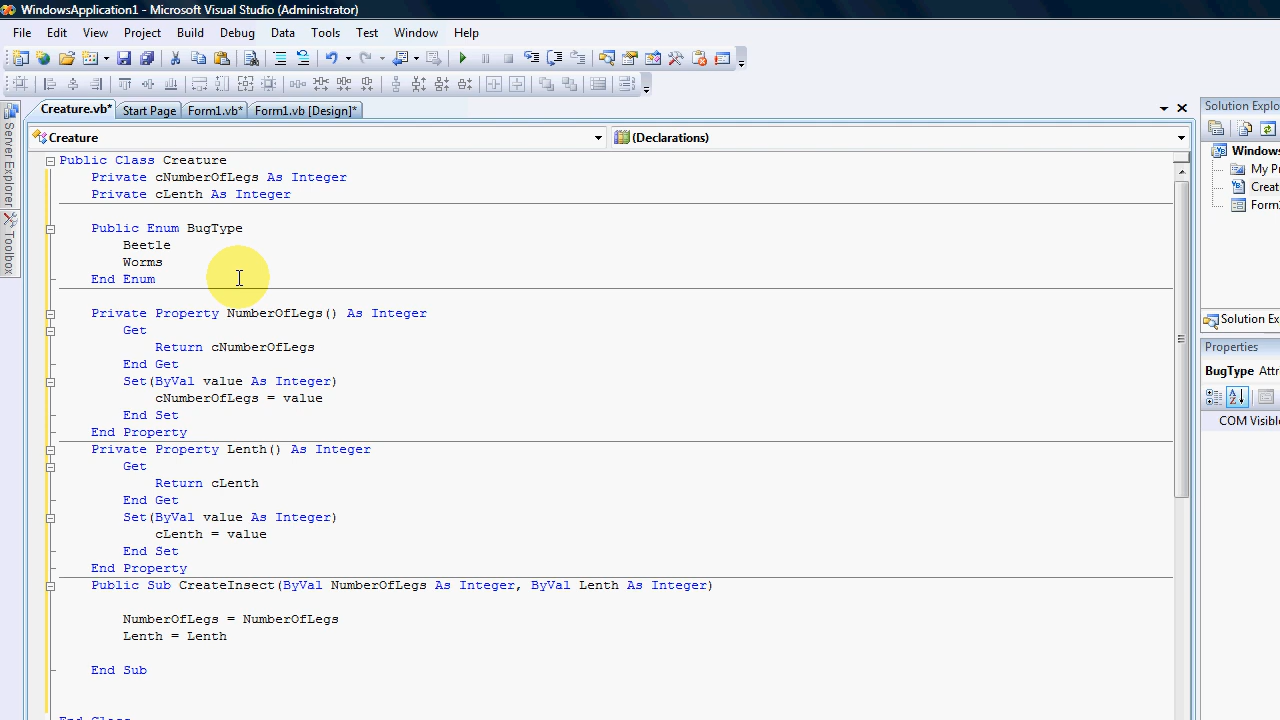 WindowsApplication1 - Microsoft Visual Studio (Administrator)
File Edit View Project Build Debug Data Tools Test Window Help
Creature.vb* Start Page Form1.vb* Form1.vb [Design]*
Solution Explo
Server Explorer
Toolbox
Creature (Declarations)
Public Class Creature
Private cNumberOfLegs As Integer
Private cLenth As Integer
Public Enum BugType
Beetle
Worms
End Enum
Private Property NumberOfLegs() As Integer
Get
Return cNumberOfLegs
End Get
Set(ByVal value As Integer)
cNumberOfLegs = value
End Set
End Property
Private Property Lenth() As Integer
Get
Return cLenth
End Get
Set(ByVal value As Integer)
cLenth = value
End Set
End Property
Public Sub CreateInsect(ByVal NumberOfLegs As Integer, ByVal Lenth As Integer)
NumberOfLegs = NumberOfLegs
Lenth = Lenth
End Sub
End Class
Windows
My P
Creat
Form1
Solution Ex
Properties
BugType Attr
COM Visibl